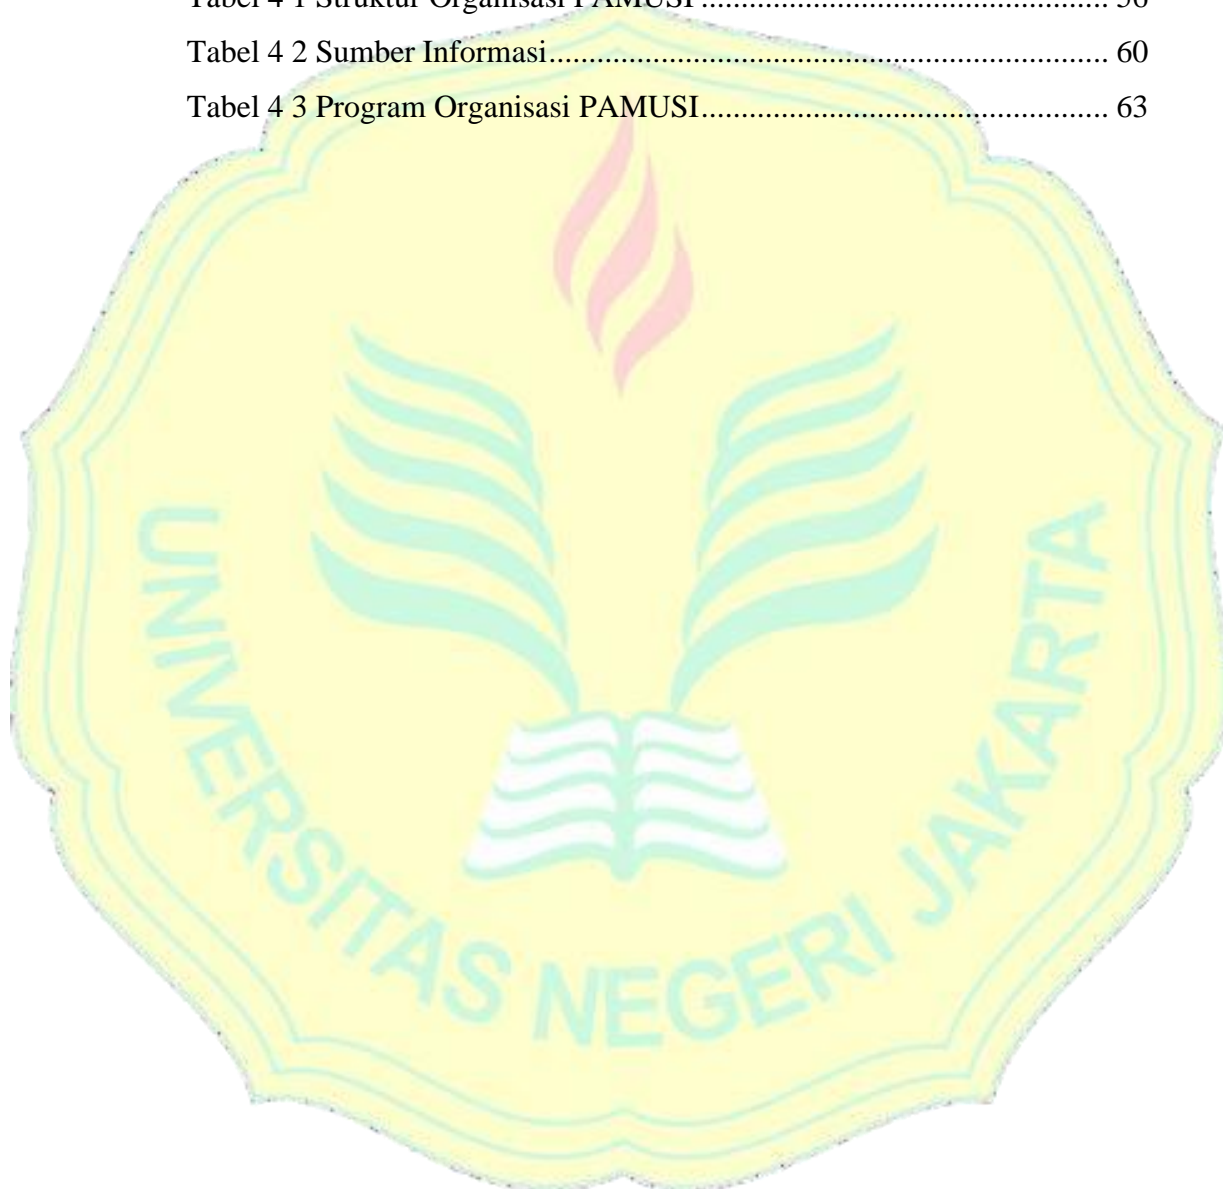 Tabel 4 1 Struktur Organisasi PAMUSI
Tabel 4 2 Sumber Informasi.......................................................................... 60
Tabel 4 3 Program Organisasi PAMUSI...................................................... 63
UNIVERSITAS NEGERI JAKARTA